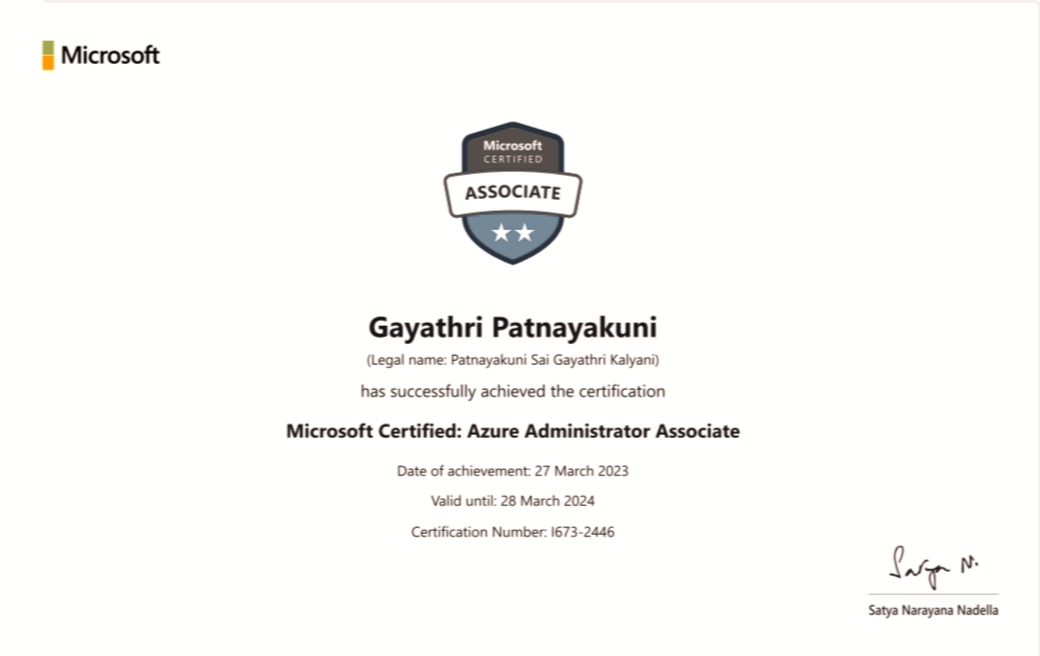 Microsoft
Microsoft
CERTIFIED
ASSOCIATE
Gayathri Patnayakuni
(Legal name: Patnayakuni Sai Gayathri Kalyani)
has successfully achieved the certification
Microsoft Certified: Azure Administrator Associate
Date of achievement: 27 March 2023
Valid until: 28 March 2024
Certification Number: I673-2446
Satya N.
Satya Narayana Nadella